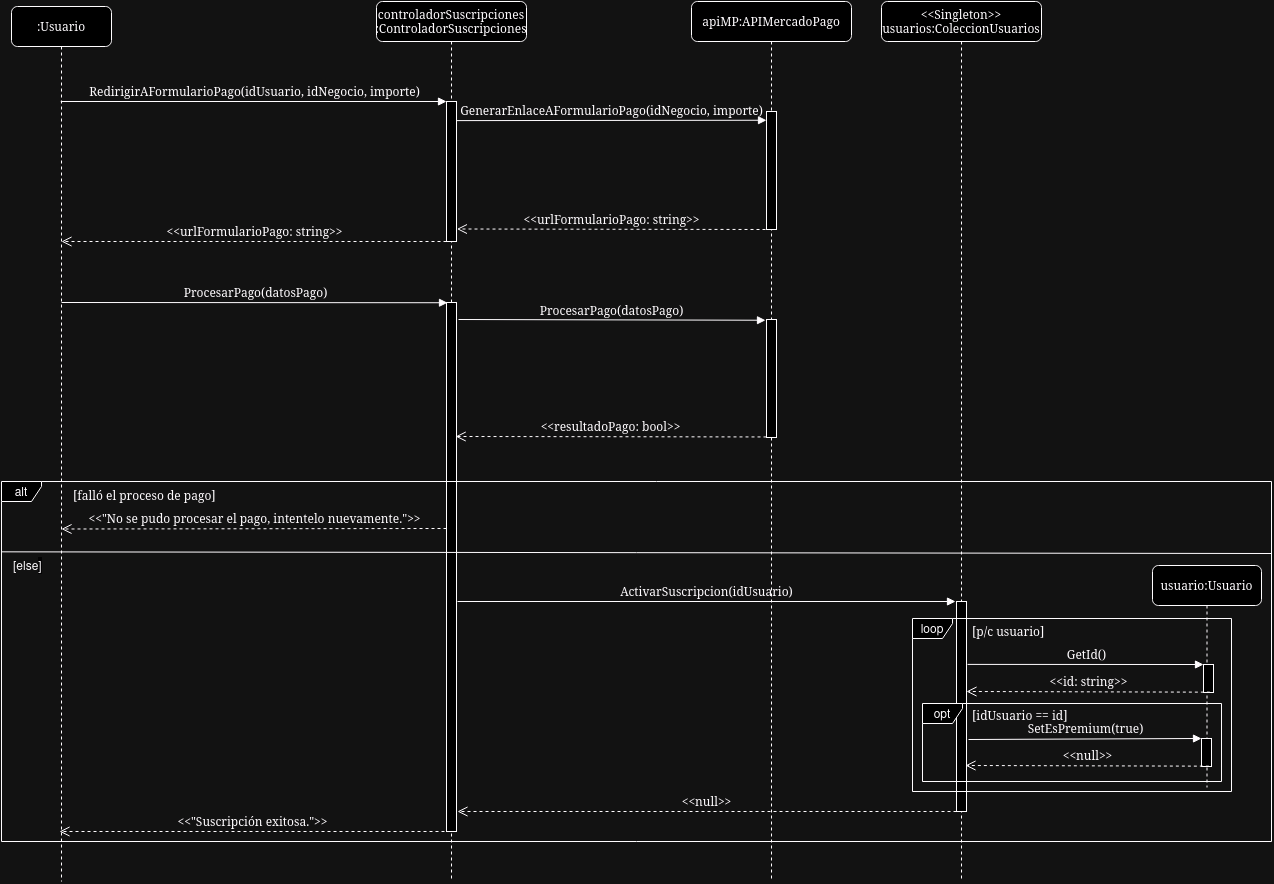 :Usuario
controladorSuscripciones
:ControladorSuscripciones
apiMP:APIMercadoPago
<<Singleton>>
usuarios:ColeccionUsuarios
RedirigirAFormularioPago(idUsuario, idNegocio, importe)
GenerarEnlaceAFormularioPago(idNegocio, importe)
<<urlFormularioPago: string>>
<<urlFormularioPago: string>>
ProcesarPago(datosPago)
ProcesarPago(datosPago)
<<resultadoPago: bool>>
alt
[falló el proceso de pago]
<<"No se pudo procesar el pago, intentelo nuevamente.">>
[else]
usuario:Usuario
ActivarSuscripcion(idUsuario)
loop
[p/c usuario]
GetId()
<<id: string>>
opt
[idUsuario == id]
SetEsPremium(true)
<<null>>
<<null>>
<<"Suscripción exitosa.">>